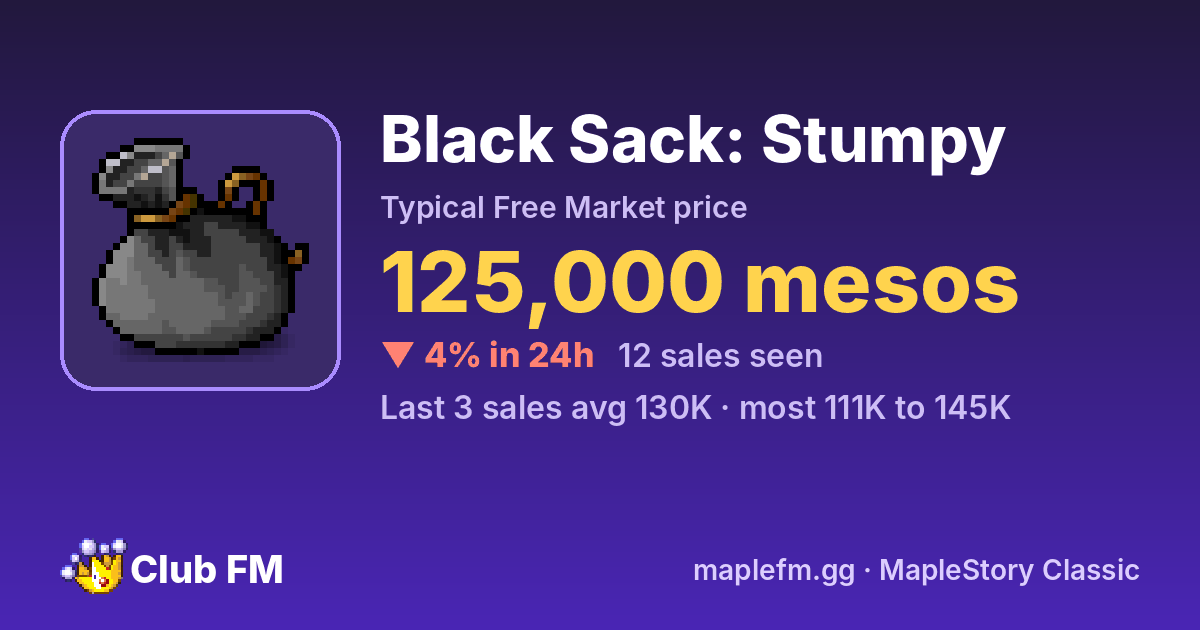 Black Sack: Stumpy
Typical Free Market price
125,000 mesos
▼ 4% in 24h 12 sales seen
Last 3 sales avg 130K · most 111K to 145K
Club FM
maplefm.gg · MapleStory Classic